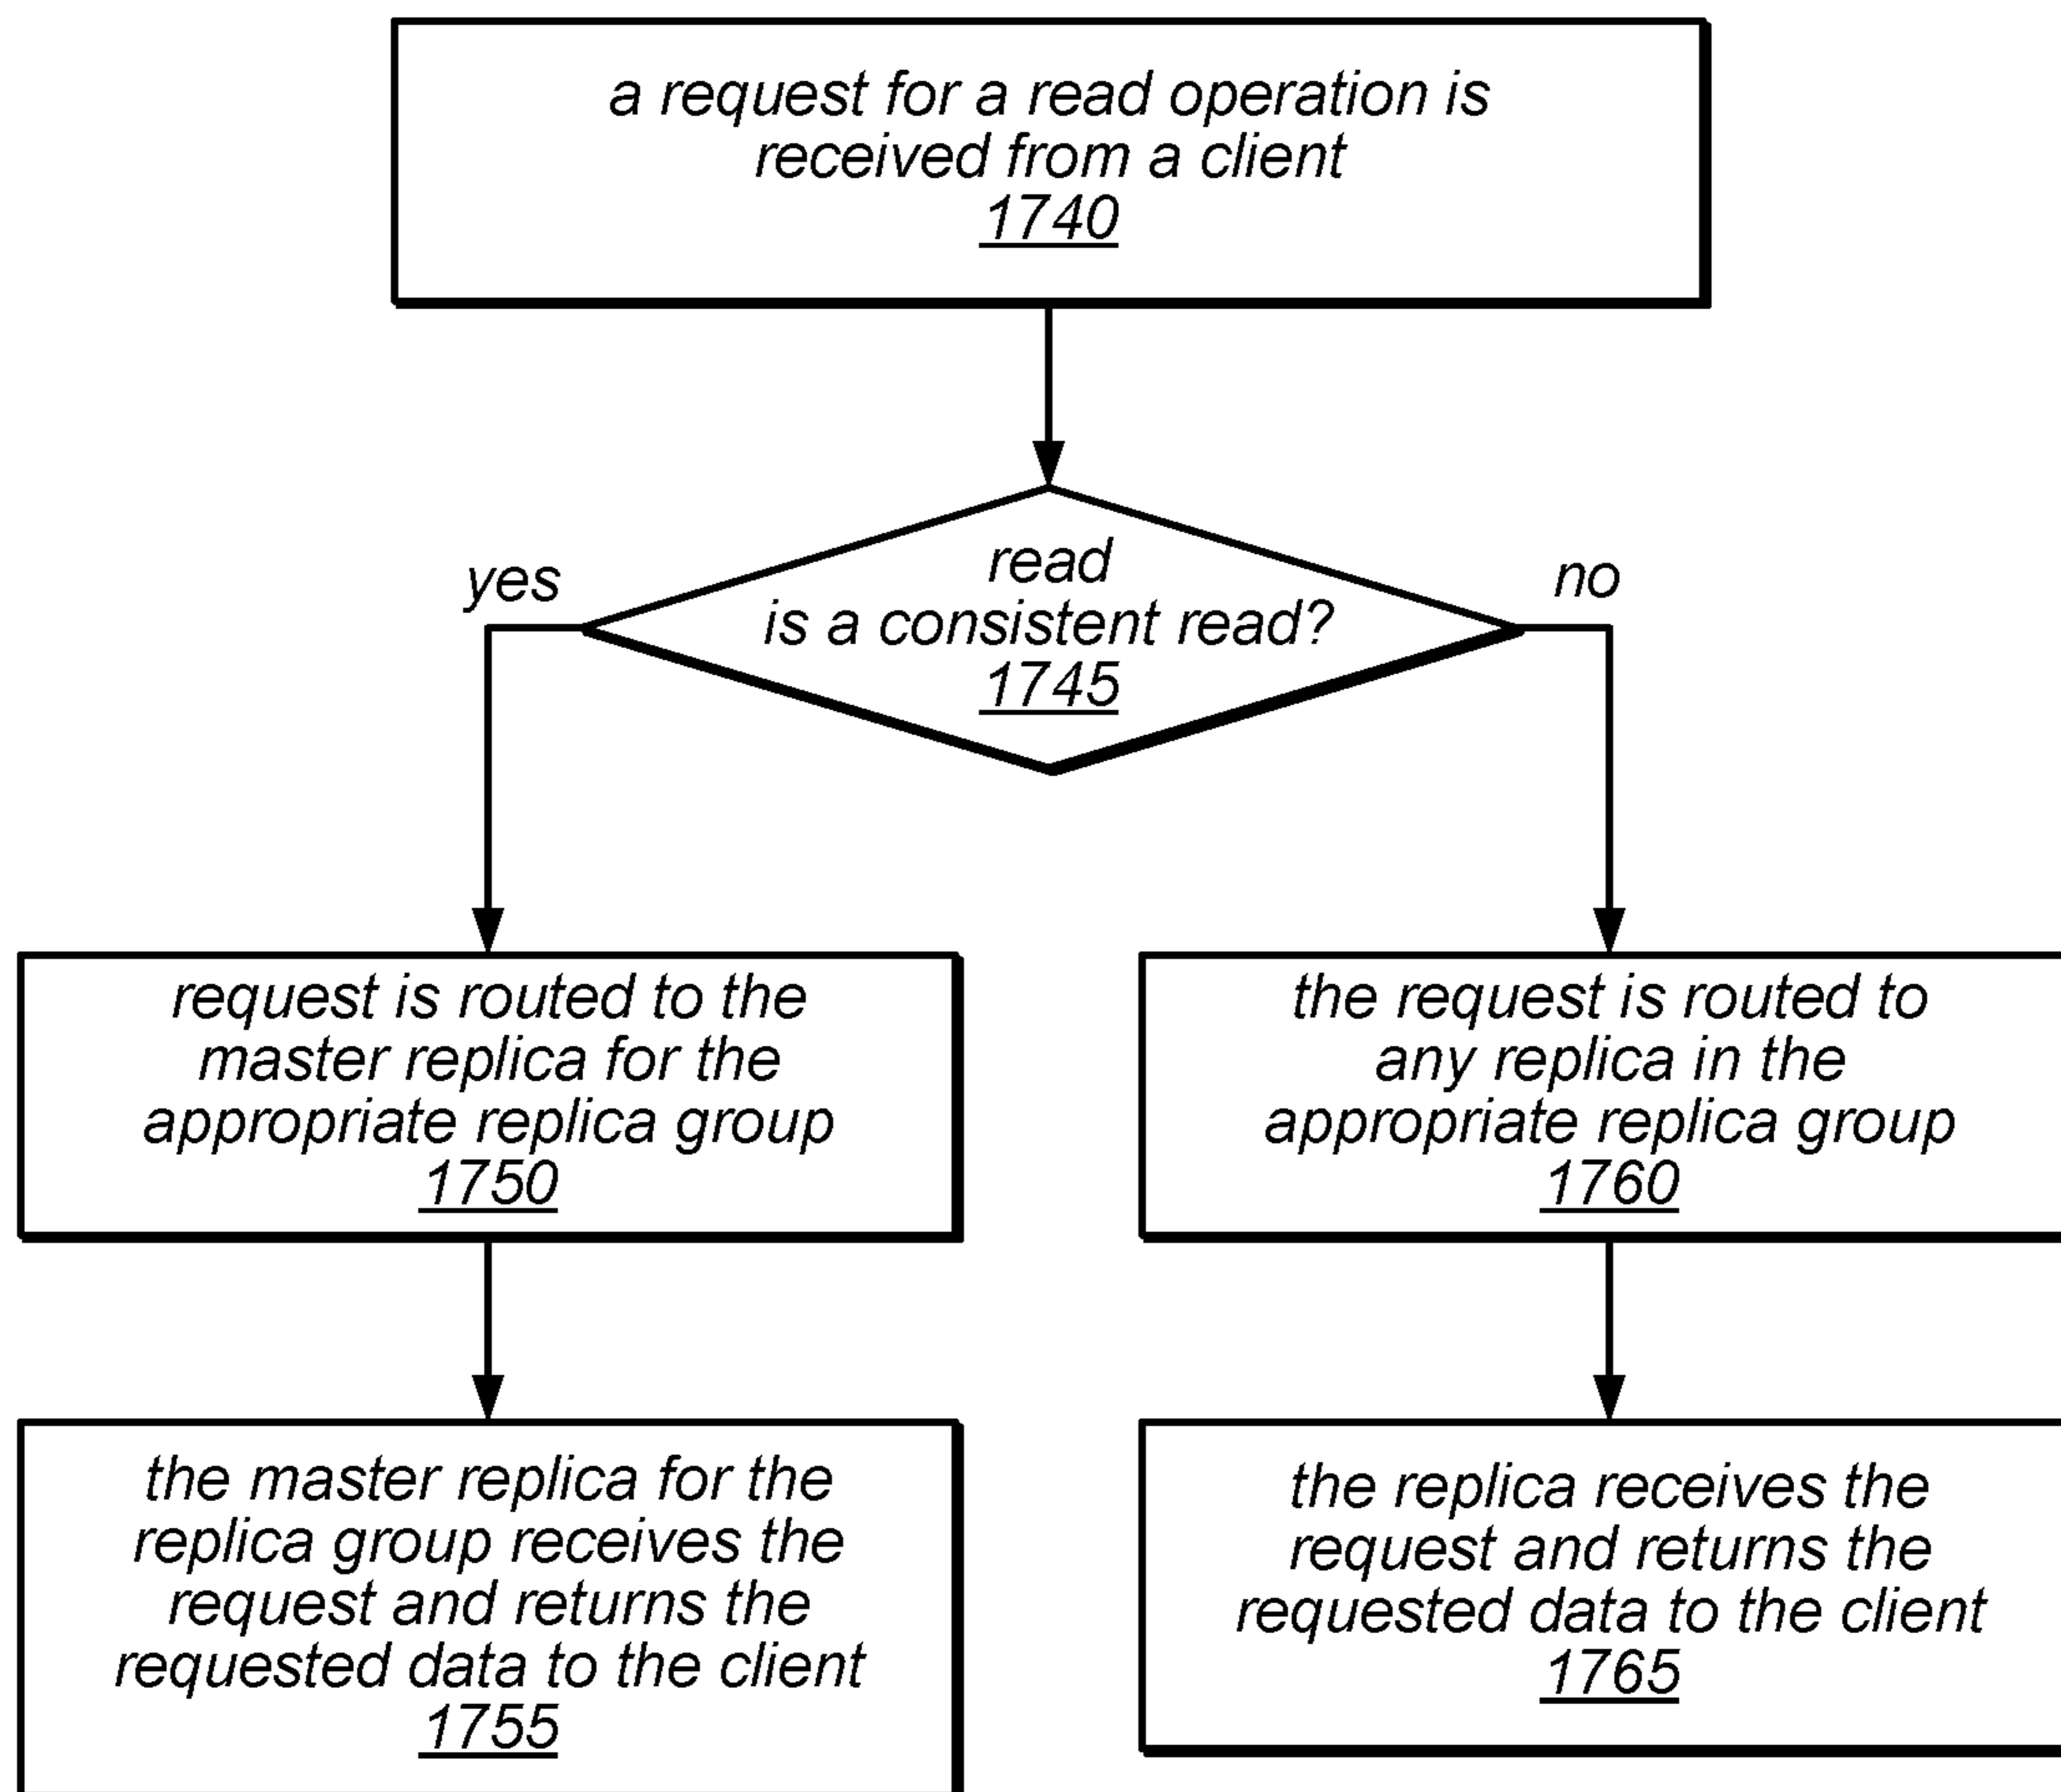 a request for a read operation is
received from a client
1740
read
is a consistent read?
1745
yes
no
request is routed to the
master replica for the
appropriate replica group
1750
the request is routed to
any replica in the
appropriate replica group
1760
the master replica for the
replica group receives the
request and returns the
requested data to the client
1755
the replica receives the
request and returns the
requested data to the client
1765